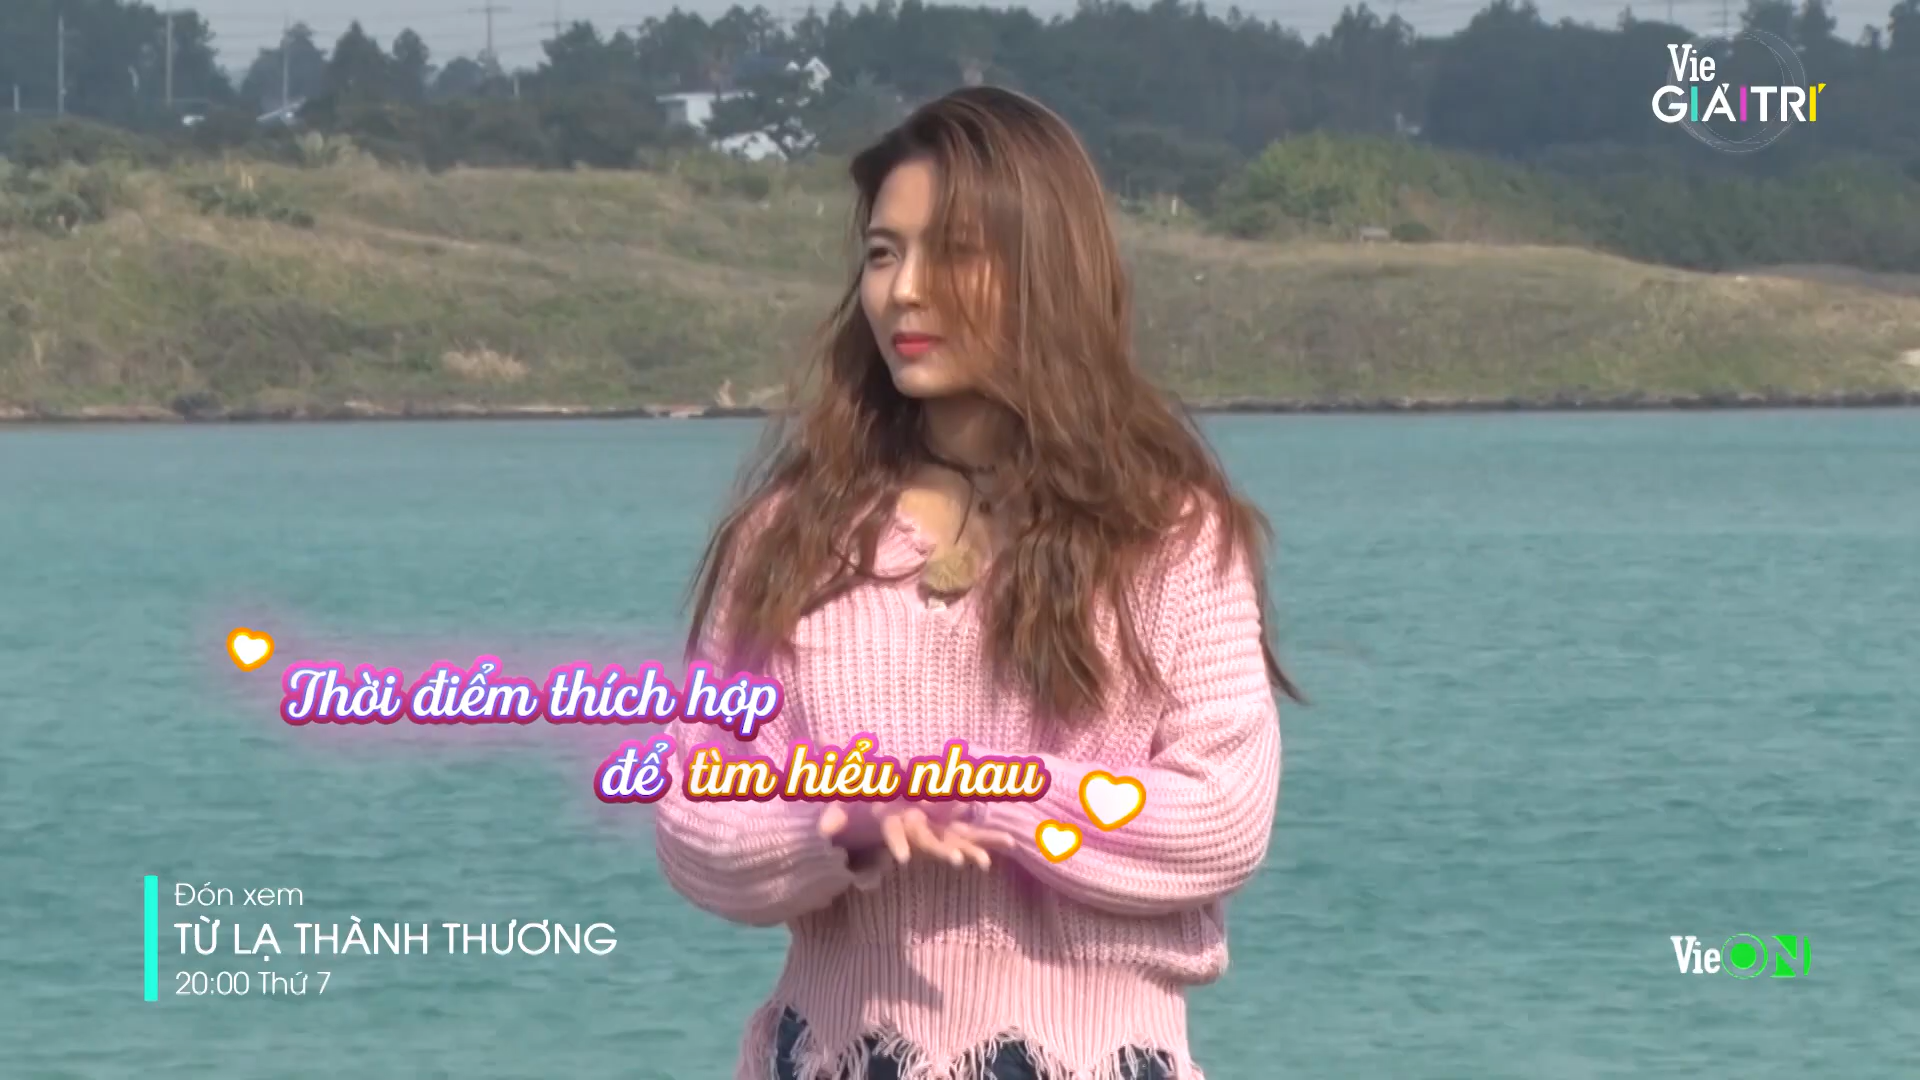 Vie
GIẢI TRÍ
Thời điểm thích hợp
để tìm hiểu nhau
Đón xem
TỪ LẠ THÀNH THƯƠNG
20:00 Thứ 7
VieON